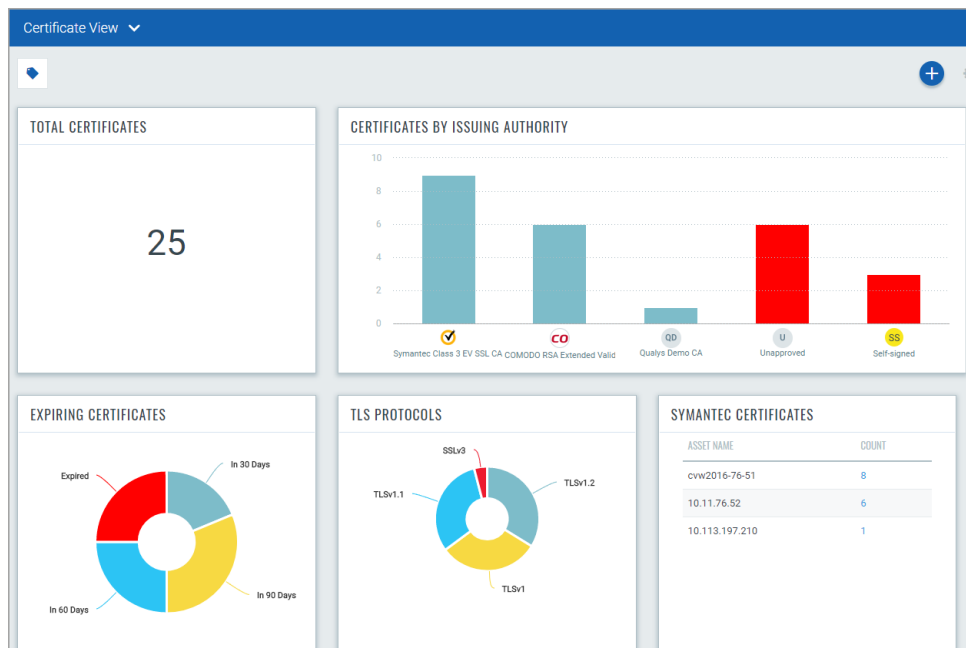 Certificate View
TOTAL CERTIFICATES
25
CERTIFICATES BY ISSUING AUTHORITY
10
8
6
4
2
0
CO
QD
U
SS
Symantec Class 3 EV SSL CA
COMODO RSA Extended Valid
Qualys Demo CA
Unapproved
Self-signed
EXPIRING CERTIFICATES
Expired
In 30 Days
In 60 Days
In 90 Days
TLS PROTOCOLS
SSLv3
TLSv1.2
TLSv1.1
TLSv1
SYMANTEC CERTIFICATES
ASSET NAME COUNT
cvw2016-76-51 8
10.11.76.52 6
10.113.197.210 1